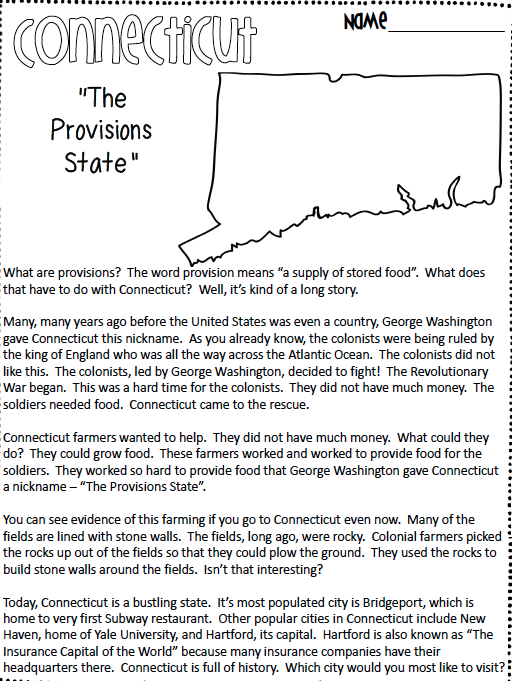 Connecticut
Name
"The
Provisions
State"
What are provisions?  The word provision means “a supply of stored food”.  What does
that have to do with Connecticut?  Well, it’s kind of a long story.
Many, many years ago before the United States was even a country, George Washington
gave Connecticut this nickname.  As you already know, the colonists were being ruled by
the king of England who was all the way across the Atlantic Ocean.  The colonists did not
like this.  The colonists, led by George Washington, decided to fight!  The Revolutionary
War began.  This was a hard time for the colonists.  They did not have much money.  The
soldiers needed food.  Connecticut came to the rescue.
Connecticut farmers wanted to help.  They did not have much money.  What could they
do?  They could grow food.  These farmers worked and worked to provide food for the
soldiers.  They worked so hard to provide food that George Washington gave Connecticut
a nickname – “The Provisions State”.
You can see evidence of this farming if you go to Connecticut even now.  Many of the
fields are lined with stone walls.  The fields, long ago, were rocky.  Colonial farmers picked
the rocks up out of the fields so that they could plow the ground.  They used the rocks to
build stone walls around the fields.  Isn’t that interesting?
Today, Connecticut is a bustling state.  It’s most populated city is Bridgeport, which is
home to very first Subway restaurant.  Other popular cities in Connecticut include New
Haven, home of Yale University, and Hartford, its capital.  Hartford is also known as “The
Insurance Capital of the World” because many insurance companies have their
headquarters there.  Connecticut is full of history.  Which city would you most like to visit?